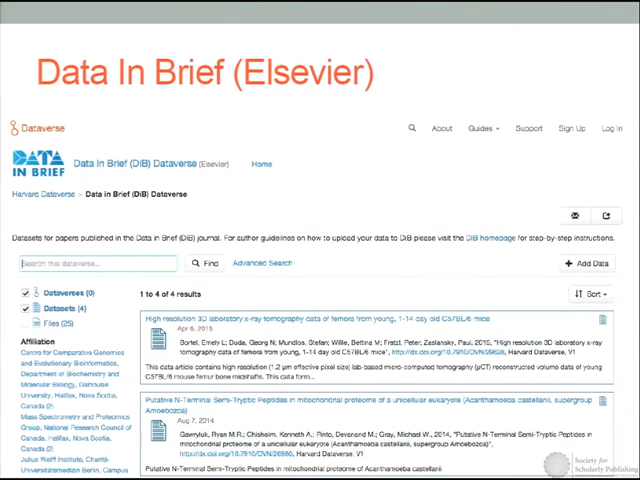 Data In Brief (Elsevier)
Dataverse
About Guides Support Sign Up Log In
DATA
IN BRIEF
Data in Brief (DiB) Dataverse (Elsevier) Home
Harvard Dataverse > Data in Brief (DiB) Dataverse
Datasets for papers published in the Data in Brief (DiB) journal. For author guidelines on how to upload your data to DiB please visit the DiB homepage for step-by-step instructions.
Search this dataverse...
Find
Advanced Search
Add Data
Dataverses (0)
Datasets (4)
Files (25)
1 to 4 of 4 results
Sort
Affiliation
Centre for Comparative Genomics
and Evolutionary Bioinformatics,
Department of Biochemistry and
Molecular Biology, Dalhouse
University, Halifax, Nova Scotia,
Canada (2)
Mass Spectrometry and Proteomics
Group, National Research Council of
Canada, Halifax, Nova Scotia,
Canada (2)
Julius Wolff Institute, Charité-
Universitätsmedizin Berlin, Campus
High resolution 3D laboratory x-ray tomography data of femora from young, 1-14 day old C57BL/6 mice
Apr 6, 2015
Bortel, Emely L; Duda, Georg N; Mundlos, Stefan; Willie, Bettina M; Fratzl, Peter; Zaslansky, Paul, 2015, "High resolution 3D laboratory x-ray
tomography data of femora from young, 1-14 day old C57BL/6 mice", http://dx.doi.org/10.7910/DVN/29828, Harvard Dataverse, V1
This data article contains high resolution (1.2 µm effective pixel size) lab-based micro-computed tomography (µCT) reconstructed volume data of young
C57BL/6 mouse femur bone midshafts. This data form...
Putative N-Terminal Semi-Tryptic Peptides in mitochondrial proteome of a unicellular eukaryote (Acanthamoeba castellanii, supergroup
Amoebozoa)
Aug 7, 2014
Gawryluk, Ryan M.R.; Chisholm, Kenneth A.; Pinto, Devanand M.; Gray, Michael W., 2014, "Putative N-Terminal Semi-Tryptic Peptides in
mitochondrial proteome of a unicellular eukaryote (Acanthamoeba castellanii, supergroup Amoebozoa)",
http://dx.doi.org/10.7910/DVN/26960, Harvard Dataverse, V1
Putative N-Terminal Semi-Tryptic Peptides in mitochondrial proteome of Acanthamoeba castellanii
Society for
Scholarly Publishing